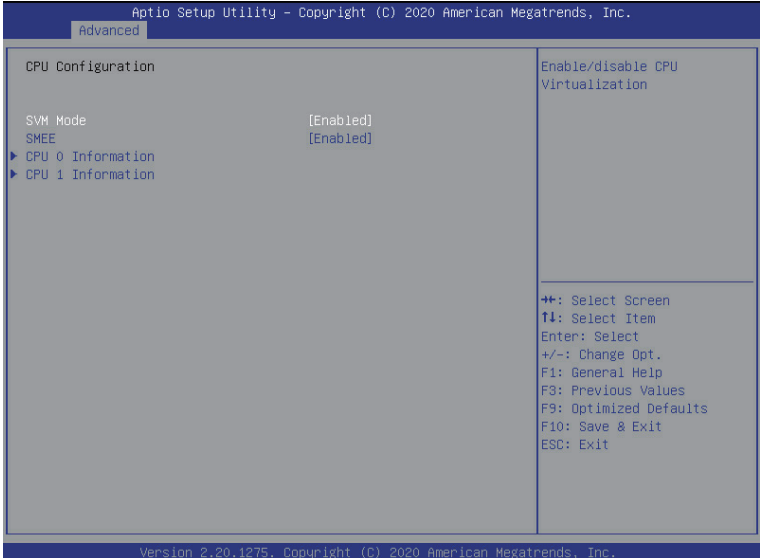 Aptio Setup Utility – Copyright (C) 2020 American Megatrends, Inc.
Advanced
CPU Configuration
SVM Mode [Enabled]
SMEE [Enabled]
CPU 0 Information
CPU 1 Information
Enable/disable CPU
Virtualization
→←: Select Screen
↑↓: Select Item
Enter: Select
+/-: Change Opt.
F1: General Help
F3: Previous Values
F9: Optimized Defaults
F10: Save & Exit
ESC: Exit
Version 2.20.1275. Copyright (C) 2020 American Megatrends, Inc.